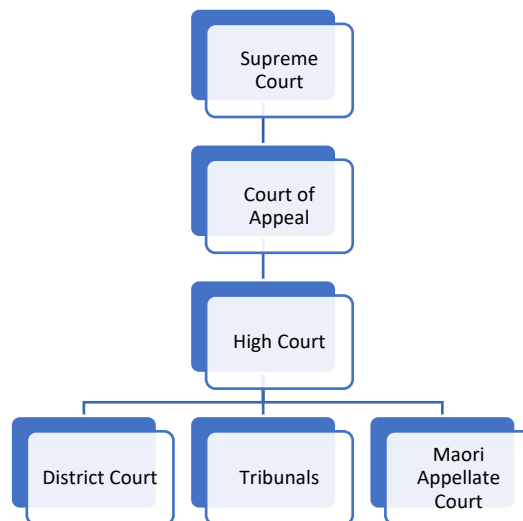 Supreme
Court
Court of
Appeal
High Court
District Court
Tribunals
Maori
Appellate
Court